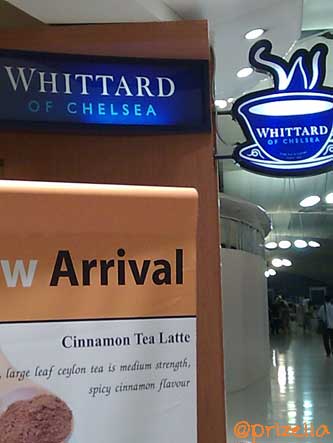 WHITTARD
OF CHELSEA
WHITTARD
OF CHELSEA
w Arrival
Cinnamon Tea Latte
, large leaf ceylon tea is medium strength,
spicy cinnamon flavour
@prizelia